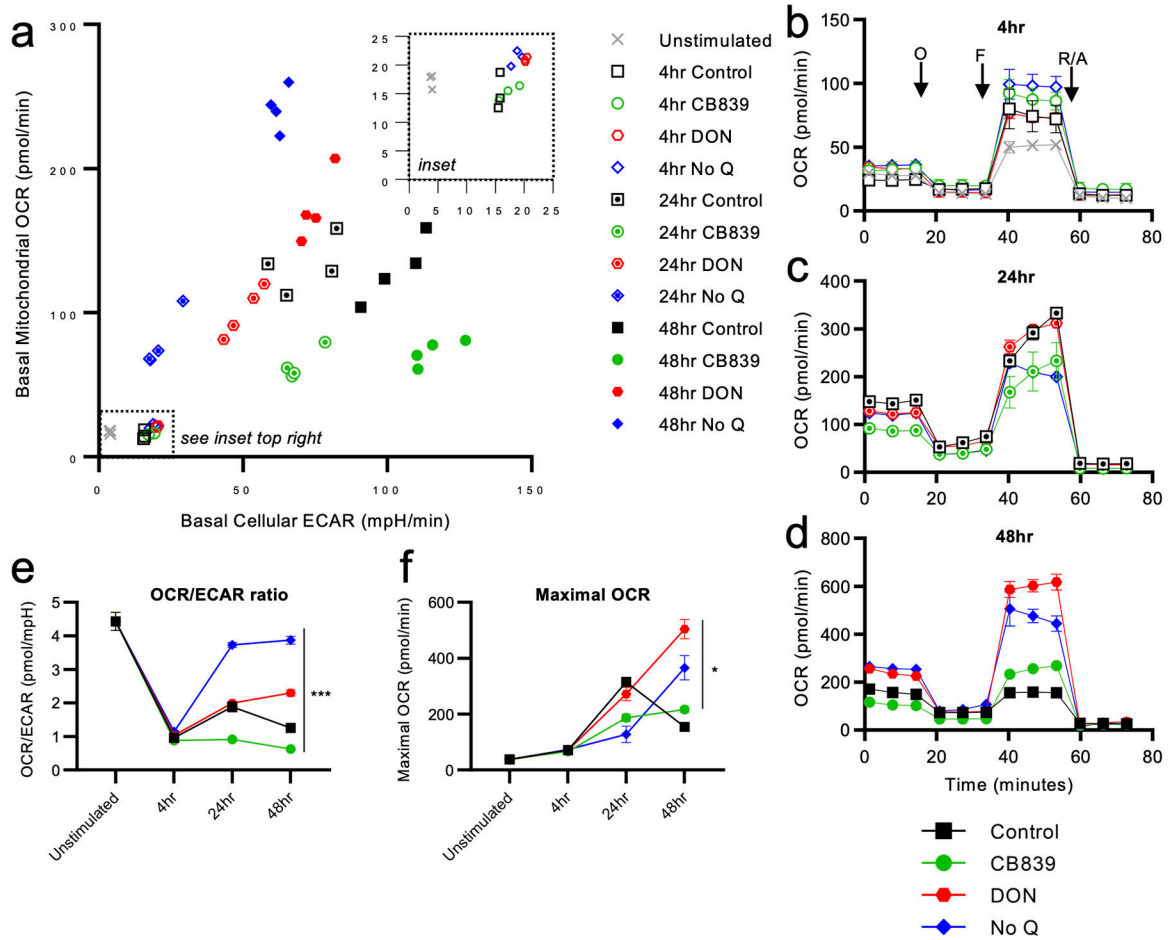 a
Basal Mitochondrial OCR (pmol/min)
300
200
100
0
0
50
100
150
Basal Cellular ECAR (mpH/min)
see inset top right
25
20
15
10
5
0
inset
0 5 10 15 20 25
Unstimulated
4hr Control
4hr CB839
4hr DON
4hr No Q
24hr Control
24hr CB839
24hr DON
24hr No Q
48hr Control
48hr CB839
48hr DON
48hr No Q
b
4hr
OCR (pmol/min)
150
100
50
0
O
F
R/A
0 20 40 60 80
c
24hr
OCR (pmol/min)
400
300
200
100
0
0 20 40 60 80
d
48hr
OCR (pmol/min)
800
600
400
200
0
0 20 40 60 80
Time (minutes)
Control
CB839
DON
No Q
e
OCR/ECAR ratio
OCR/ECAR (pmol/mpH)
5
4
3
2
1
0
***
Unstimulated
4hr
24hr
48hr
f
Maximal OCR
Maximal OCR (pmol/min)
600
400
200
0
*
Unstimulated
4hr
24hr
48hr